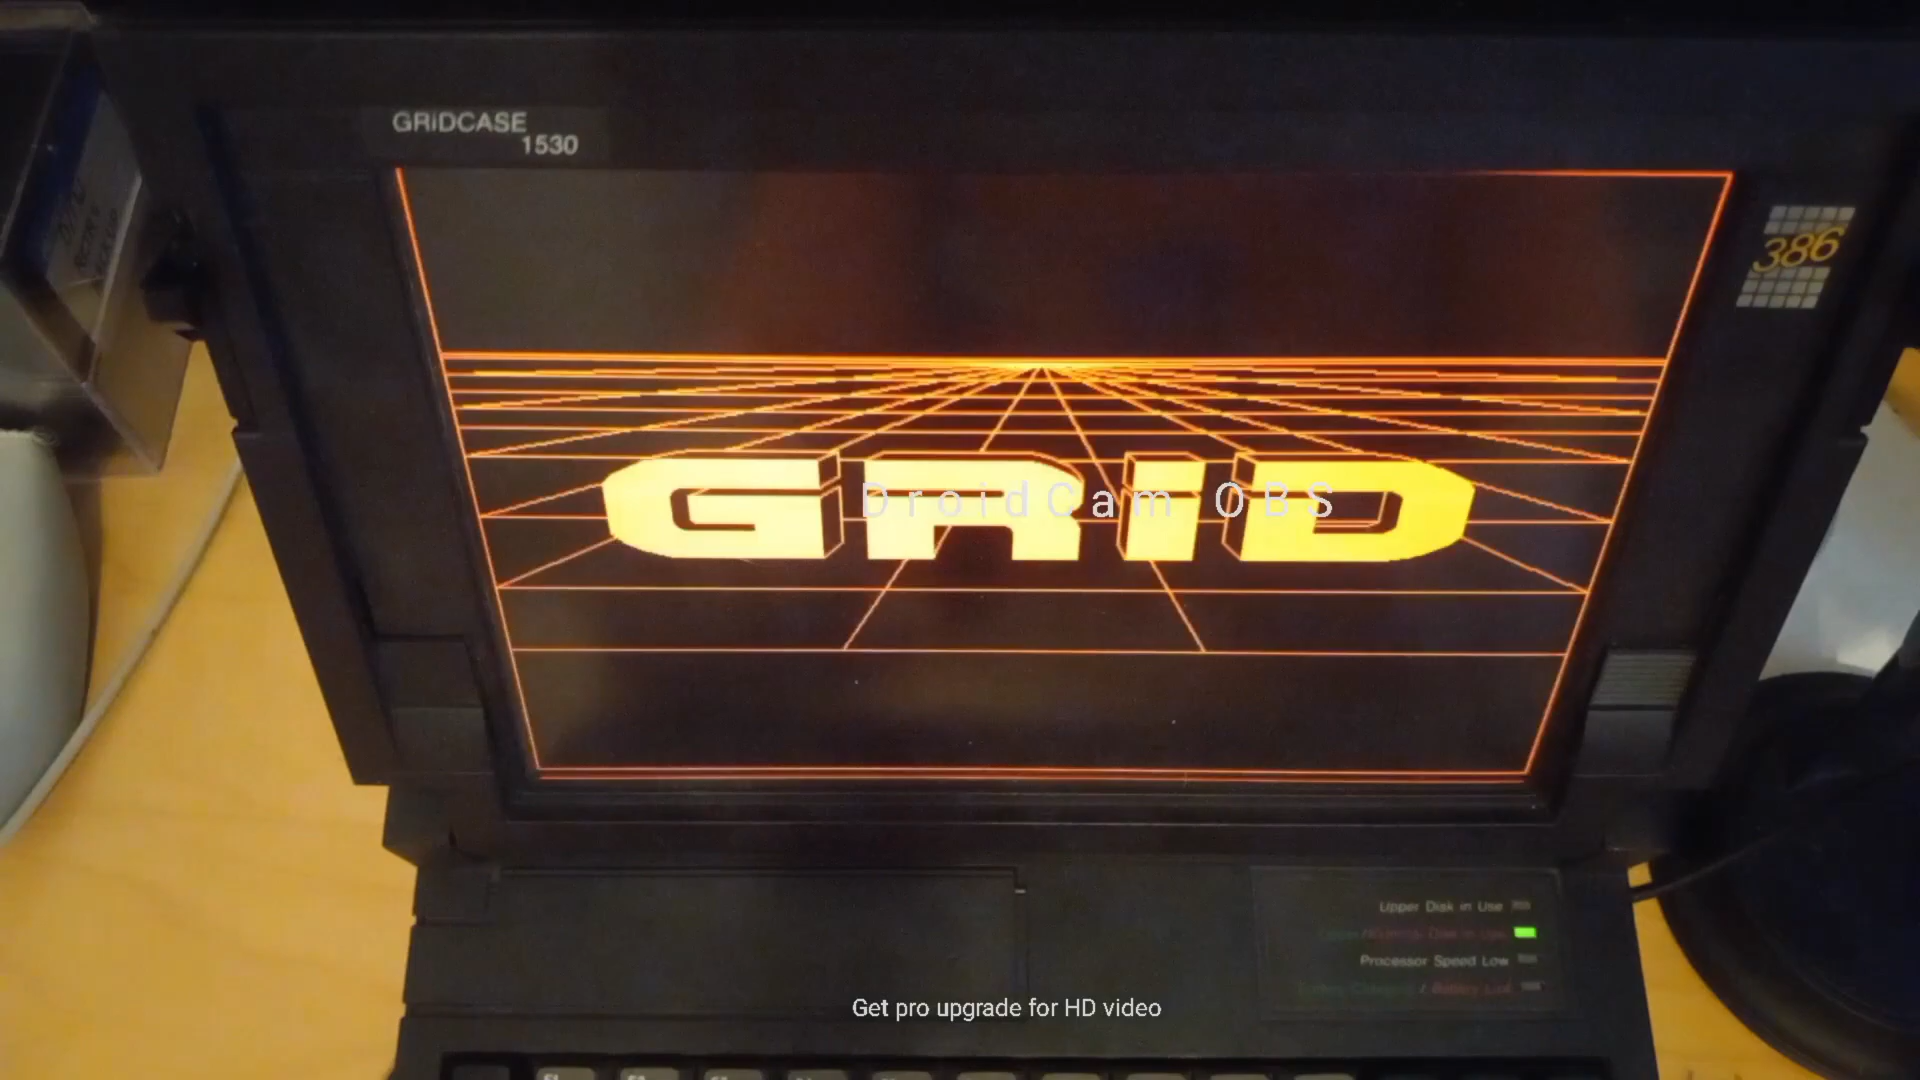 GRiDCASE
1530
386
GRiD
DroidCam OBS
Upper Disk in Use
Processor Speed Low
Get pro upgrade for HD video
F1